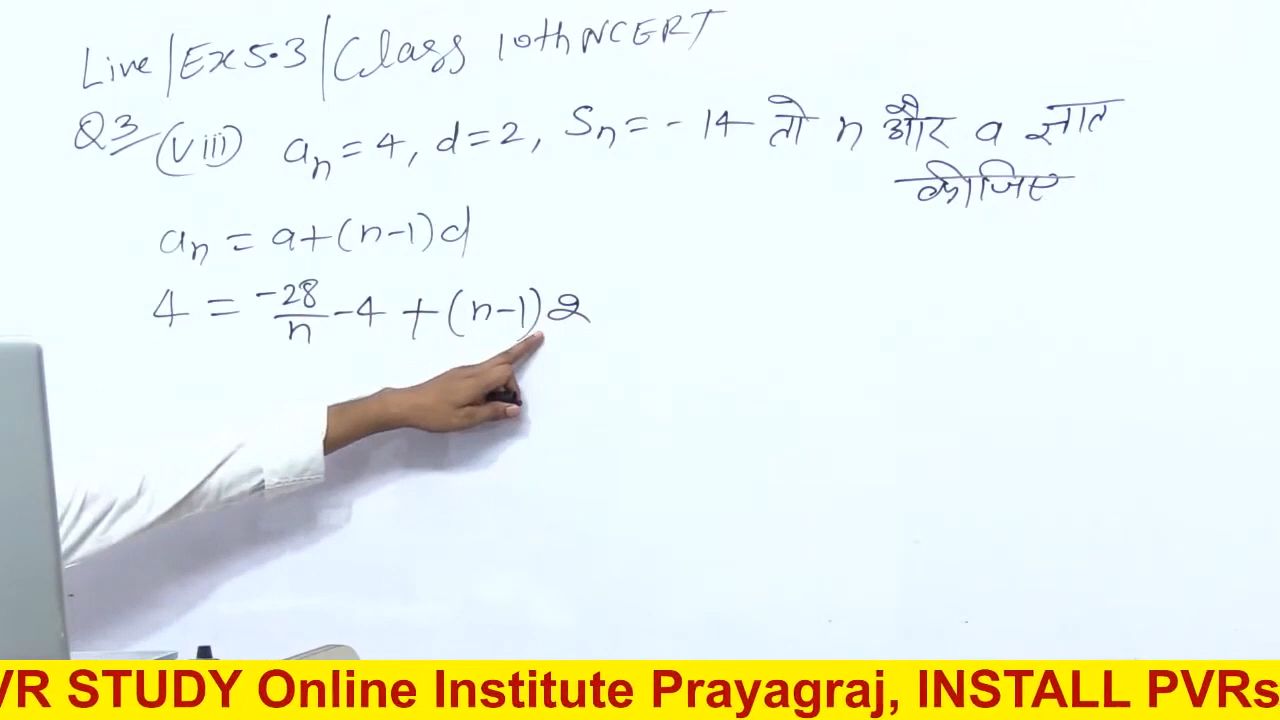 Live/Ex 5.3/Class 10th NCERT
Q3 (viii) an = 4, d = 2, Sn = -14 तो n और a ज्ञात
कीजिए
an = a+(n-1)d
4 = -28/n -4 +(n-1)2
VR STUDY Online Institute Prayagraj, INSTALL PVRs